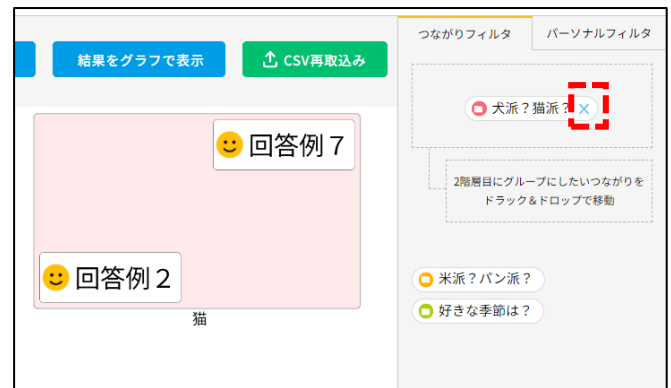 結果をグラフで表示
CSV再取込み
つながりフィルタ
パーソナルフィルタ
犬派？猫派？
回答例７
2階層目にグループにしたいつながりを
ドラック＆ドロップで移動
回答例２
猫
米派？パン派？
好きな季節は？